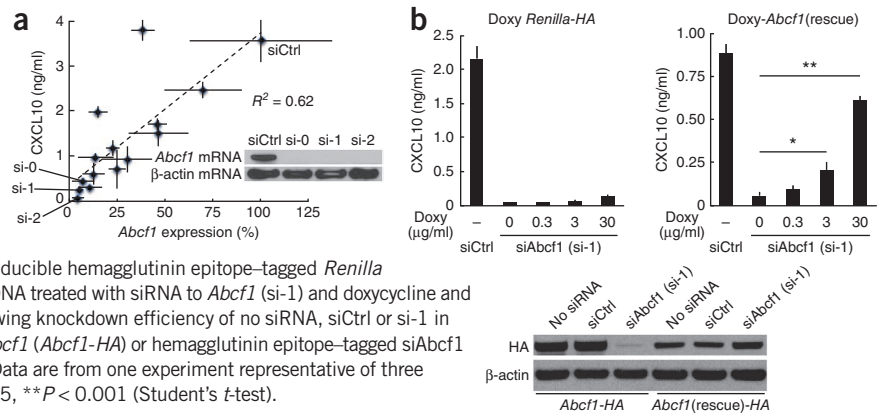 a
CXCL10 (ng/ml)
4
3
2
1
0
siCtrl
R² = 0.62
siCtrl si-0 si-1 si-2
Abcf1 mRNA
β-actin mRNA
si-0
si-1
si-2
0 25 50 75 100 125
Abcf1 expression (%)
b
Doxy Renilla-HA
CXCL10 (ng/ml)
2.5
2.0
1.5
1.0
0.5
0
Doxy (μg/ml)
– 0 0.3 3 30
siCtrl siAbcf1 (si-1)
Doxy-Abcf1(rescue)
CXCL10 (ng/ml)
1.00
0.75
0.50
0.25
0
**
*
Doxy (μg/ml)
– 0 0.3 3 30
siCtrl siAbcf1 (si-1)
ducible hemagglutinin epitope–tagged Renilla
NA treated with siRNA to Abcf1 (si-1) and doxycycline and
wing knockdown efficiency of no siRNA, siCtrl or si-1 in
bcf1 (Abcf1-HA) or hemagglutinin epitope–tagged siAbcf1
Data are from one experiment representative of three
5, **P < 0.001 (Student's t-test).
No siRNA siCtrl siAbcf1 (si-1) No siRNA siCtrl siAbcf1 (si-1)
HA
β-actin
Abcf1-HA Abcf1(rescue)-HA